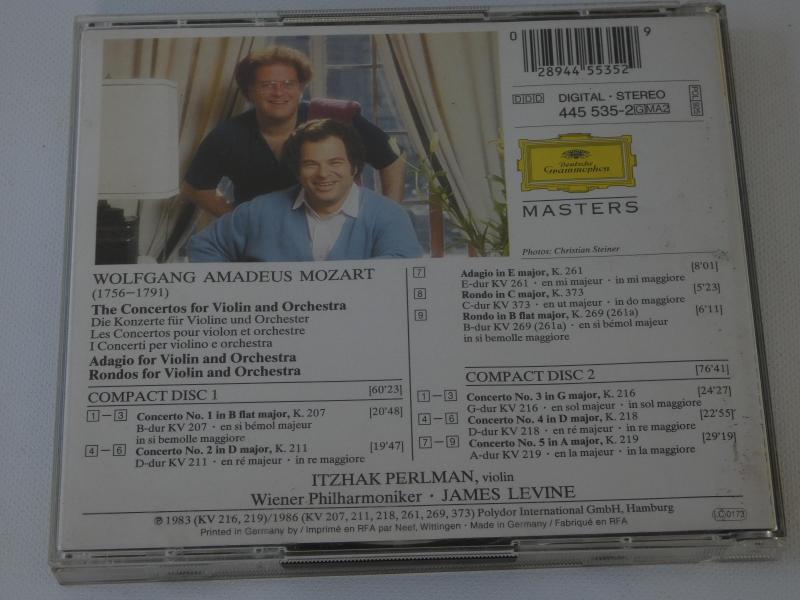 0 28944 55352 9
DDD DIGITAL · STEREO
445 535-2 GMA2
POL 925
Deutsche
Grammophon
MASTERS
Photos: Christian Steiner
WOLFGANG AMADEUS MOZART
(1756–1791)
The Concertos for Violin and Orchestra
Die Konzerte für Violine und Orchester
Les Concertos pour violon et orchestre
I Concerti per violino e orchestra
Adagio for Violin and Orchestra
Rondos for Violin and Orchestra
COMPACT DISC 1 [60'23]
1 – 3 Concerto No. 1 in B flat major, K. 207 [20'48]
B-dur KV 207 · en si bémol majeur
in si bemolle maggiore
4 – 6 Concerto No. 2 in D major, K. 211 [19'47]
D-dur KV 211 · en ré majeur · in re maggiore
7 Adagio in E major, K. 261 [8'01]
E-dur KV 261 · en mi majeur · in mi maggiore
8 Rondo in C major, K. 373 [5'23]
C-dur KV 373 · en ut majeur · in do maggiore
9 Rondo in B flat major, K. 269 (261a) [6'11]
B-dur KV 269 (261a) · en si bémol majeur
in si bemolle maggiore
COMPACT DISC 2 [76'41]
1 – 3 Concerto No. 3 in G major, K. 216 [24'27]
G-dur KV 216 · en sol majeur · in sol maggiore
4 – 6 Concerto No. 4 in D major, K. 218 [22'55]
D-dur KV 218 · en ré majeur · in re maggiore
7 – 9 Concerto No. 5 in A major, K. 219 [29'19]
A-dur KV 219 · en la majeur · in la maggiore
ITZHAK PERLMAN, violin
Wiener Philharmoniker · JAMES LEVINE
℗ 1983 (KV 216, 219)/1986 (KV 207, 211, 218, 261, 269, 373) Polydor International GmbH, Hamburg
LC 0173
Printed in Germany by / Imprimé en RFA par Neef, Wittingen · Made in Germany / Fabriqué en RFA